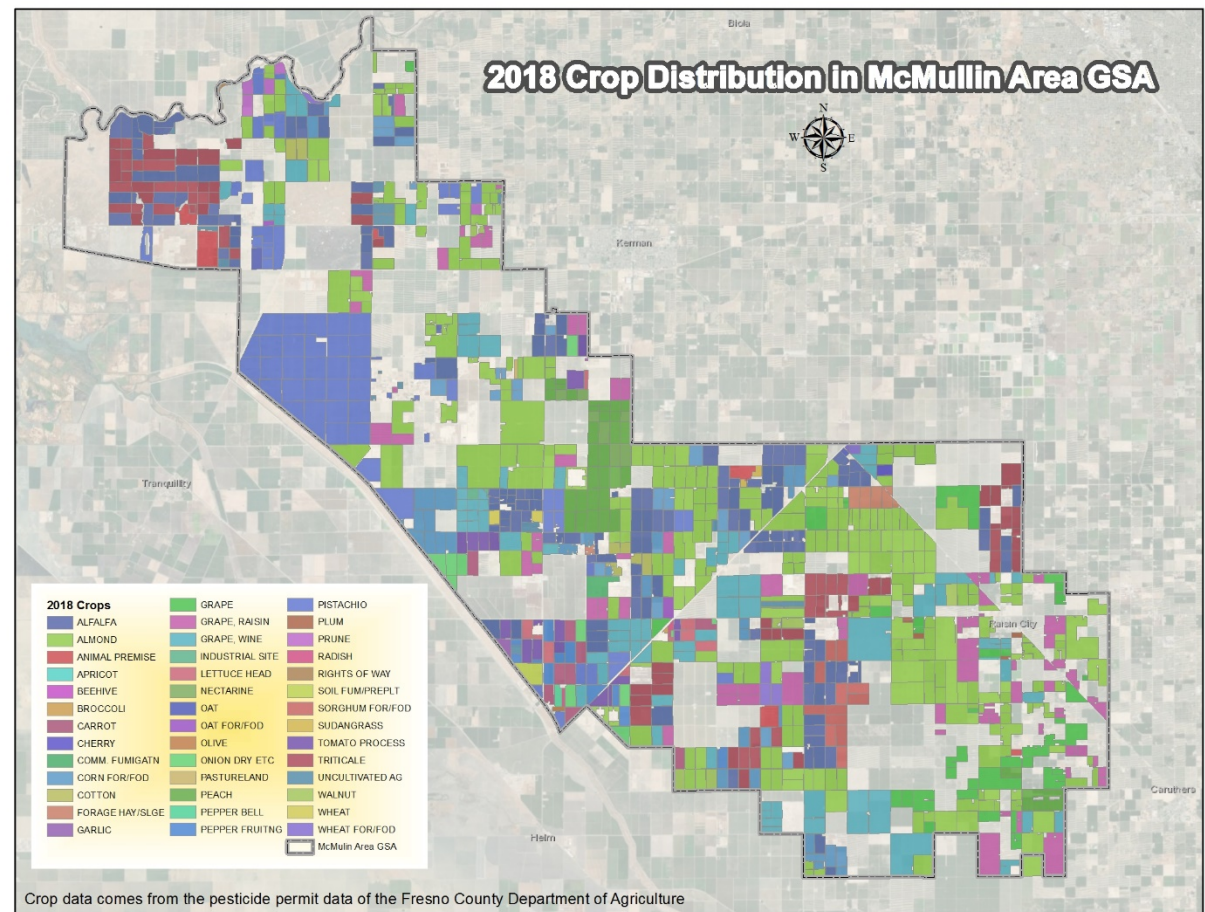 Biola
2018 Crop Distribution in McMullin Area GSA
N
W E
S
Kerman
Tranquillity
Raisin City
Caruthers
Helm
2018 Crops
ALFALFA
ALMOND
ANIMAL PREMISE
APRICOT
BEEHIVE
BROCCOLI
CARROT
CHERRY
COMM. FUMIGATN
CORN FOR/FOD
COTTON
FORAGE HAY/SLGE
GARLIC
GRAPE
GRAPE, RAISIN
GRAPE, WINE
INDUSTRIAL SITE
LETTUCE HEAD
NECTARINE
OAT
OAT FOR/FOD
OLIVE
ONION DRY ETC
PASTURELAND
PEACH
PEPPER BELL
PEPPER FRUITNG
PISTACHIO
PLUM
PRUNE
RADISH
RIGHTS OF WAY
SOIL FUM/PREPLT
SORGHUM FOR/FOD
SUDANGRASS
TOMATO PROCESS
TRITICALE
UNCULTIVATED AG
WALNUT
WHEAT
WHEAT FOR/FOD
McMulin Area GSA
Crop data comes from the pesticide permit data of the Fresno County Department of Agriculture